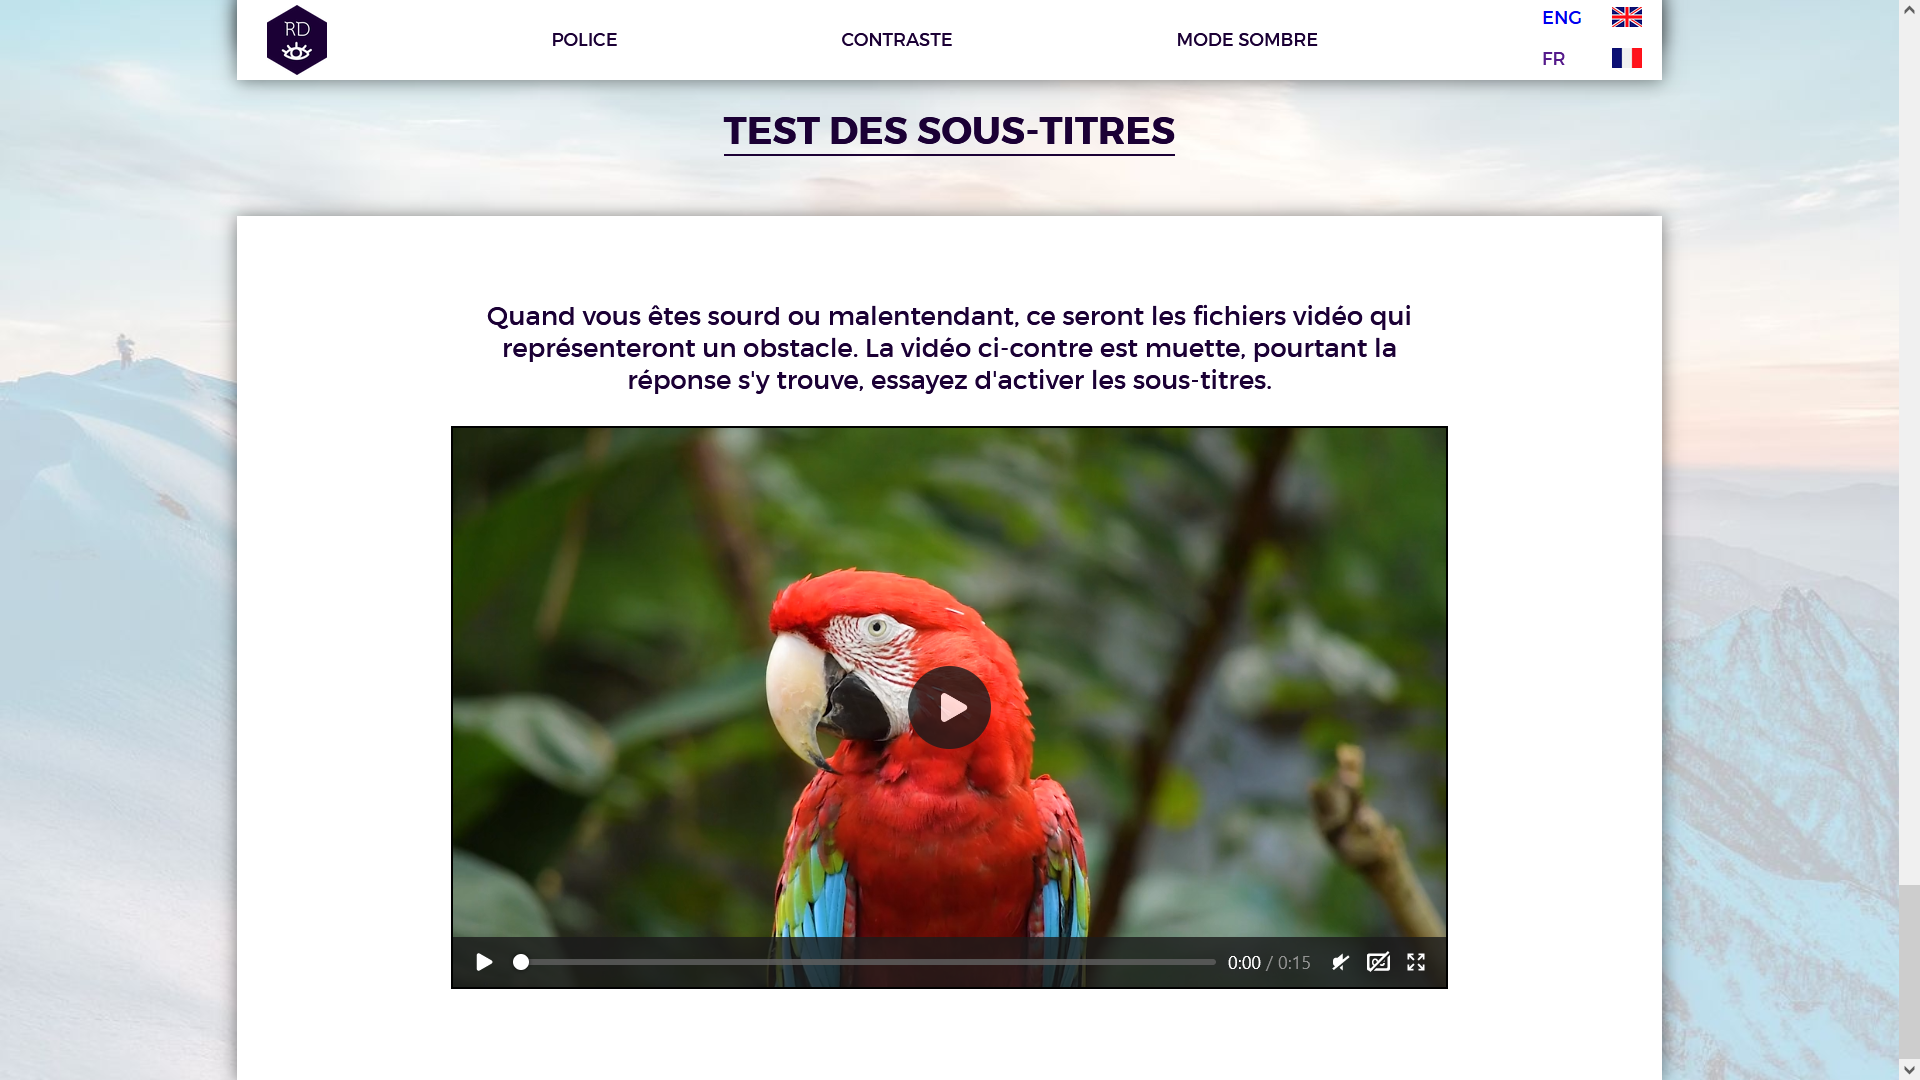 RD
POLICE
CONTRASTE
MODE SOMBRE
ENG
FR
TEST DES SOUS-TITRES
Quand vous êtes sourd ou malentendant, ce seront les fichiers vidéo qui
représenteront un obstacle. La vidéo ci-contre est muette, pourtant la
réponse s'y trouve, essayez d'activer les sous-titres.
0:00 / 0:15